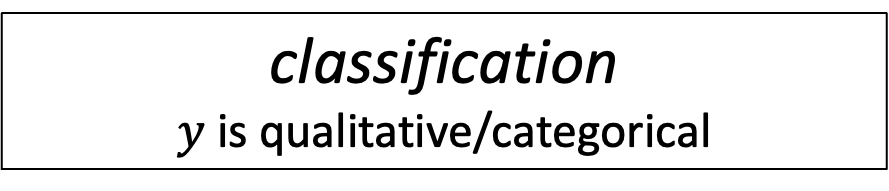 classification
y is qualitative/categorical